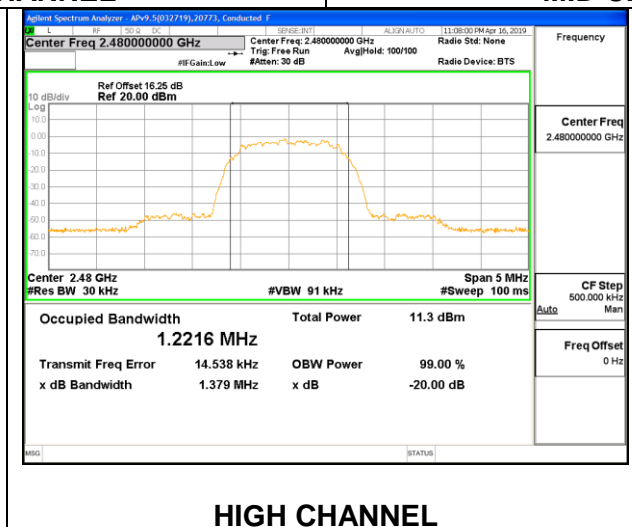 CHANNEL
Agilent Spectrum Analyzer - APv9.5(032719),20773, Conducted F
L RF 50 Ω DC SENSE:INT ALIGN AUTO 11:08:00 PM Apr 16, 2019
Center Freq 2.480000000 GHz Center Freq: 2.480000000 GHz Radio Std: None Frequency
Trig: Free Run Avg|Hold: 100/100
#IFGain:Low #Atten: 30 dB Radio Device: BTS
Ref Offset 16.25 dB
10 dB/div Ref 20.00 dBm
Log
10.0
0.00
-10.0
-20.0
-30.0
-40.0
-50.0
-60.0
-70.0
Center 2.48 GHz Span 5 MHz
#Res BW 30 kHz #VBW 91 kHz #Sweep 100 ms
Occupied Bandwidth Total Power 11.3 dBm
1.2216 MHz
Transmit Freq Error 14.538 kHz OBW Power 99.00 %
x dB Bandwidth 1.379 MHz x dB -20.00 dB
Center Freq
2.480000000 GHz
CF Step
500.000 kHz
Auto Man
Freq Offset
0 Hz
MSG STATUS
HIGH CHANNEL